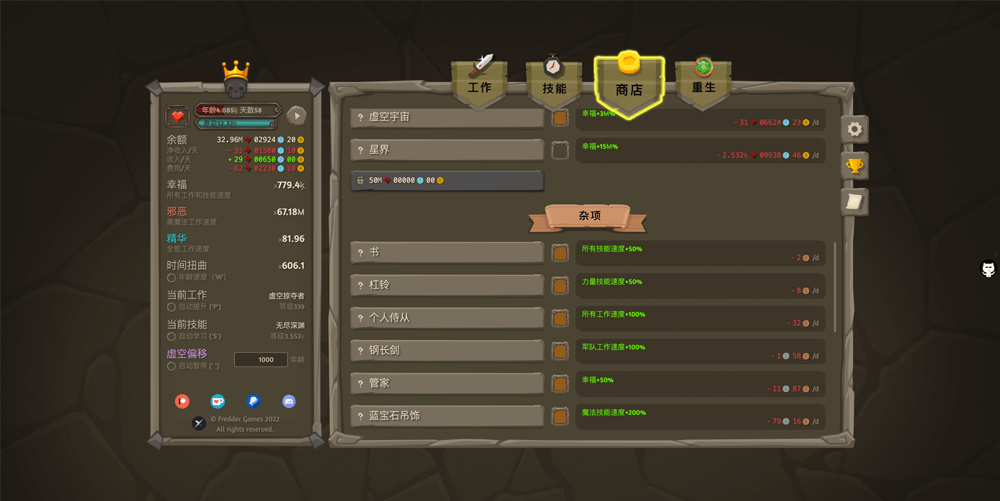 工作
技能
商店
重生
年龄4.085k 天数58
余额 32.96M 02924 20
净收入/天 - 33 01580 10
收入/天 + 29 00650 00
费用/天 - 62 02230 10
幸福 x779.4k
所有工作和技能速度
邪恶 x67.18M
黑魔法工作速度
精华 x81.96
全能工作速度
时间扭曲 x606.1
年龄速度 ('W')
当前工作 虚空掠夺者
自动提升 ('P') 等级339
当前技能 无尽深渊
自动学习 ('S') 等级3.553k
虚空偏移 1000 年龄
自动暂停 (' ')
© Freddec Games 2022
All rights reserved.
? 虚空宇宙 幸福+3M%
- 31 06624 23 /d
? 星界 幸福+15M%
- 2.532k 09938 46 /d
50M 00000 00
杂项
? 书 所有技能速度+50%
- 2 /d
? 杠铃 力量技能速度+50%
- 8 /d
? 个人侍从 所有工作速度+100%
- 32 /d
? 钢长剑 军队工作速度+100%
- 1 58 /d
? 管家 幸福+50%
- 11 87 /d
? 蓝宝石吊饰 魔法技能速度+200%
- 79 16 /d